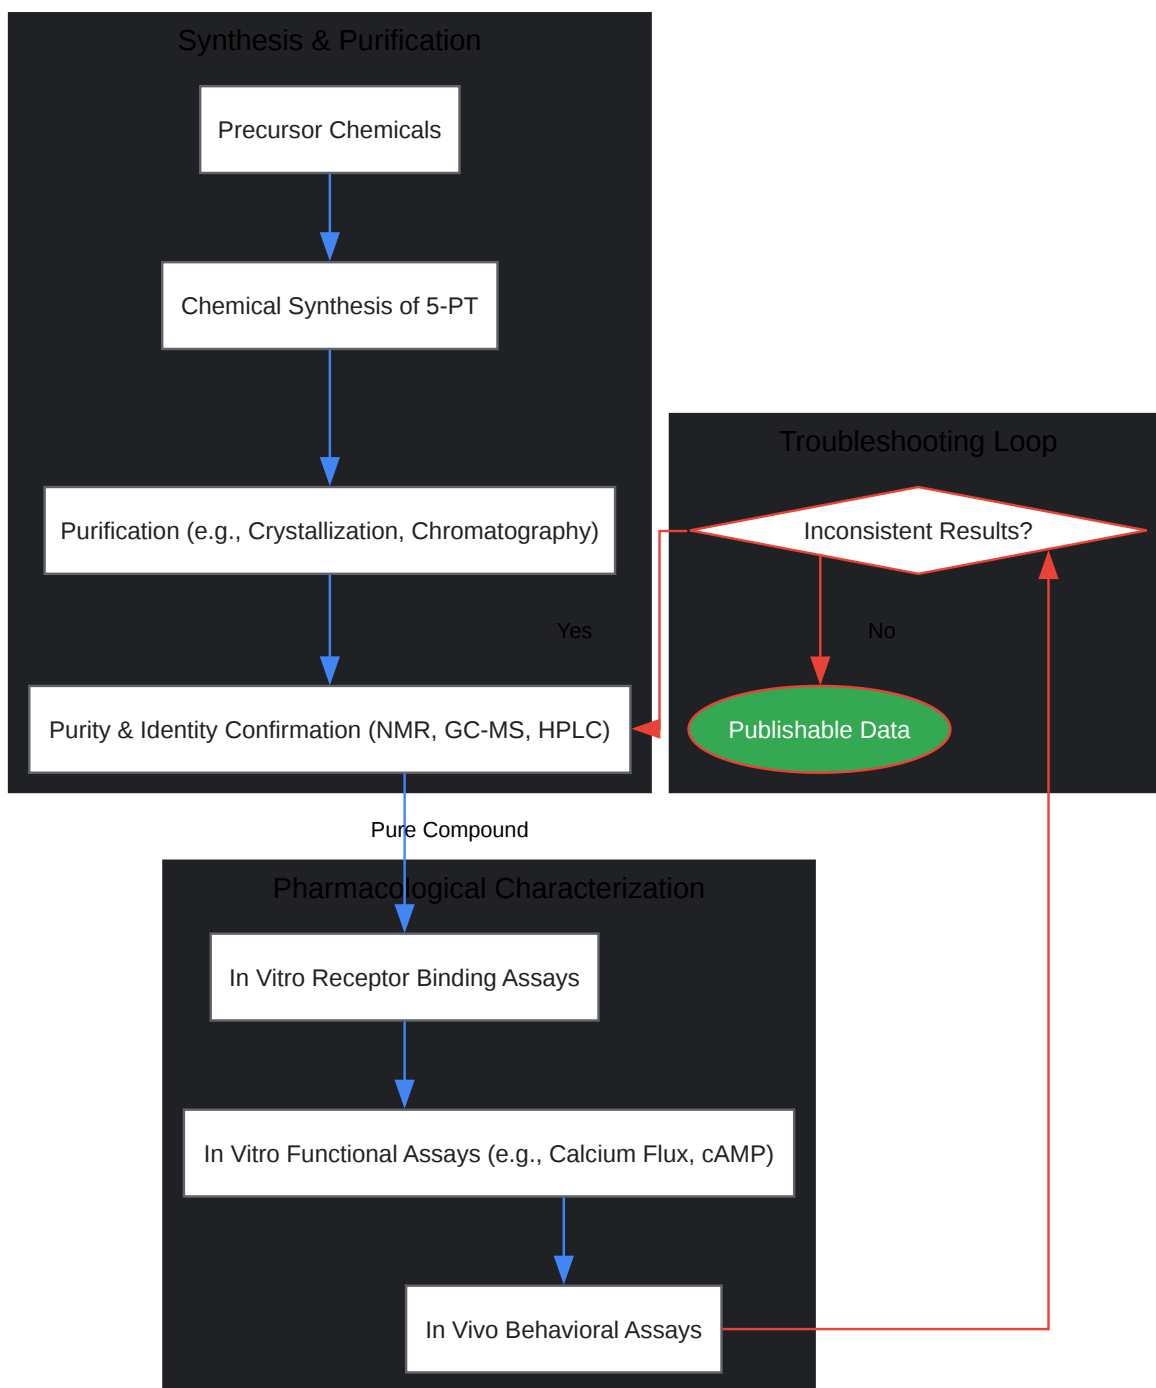 Synthesis & Purification
Precursor Chemicals
Chemical Synthesis of 5-PT
Purification (e.g., Crystallization, Chromatography)
Yes
Purity & Identity Confirmation (NMR, GC-MS, HPLC)
Troubleshooting Loop
Inconsistent Results?
No
Publishable Data
Pure Compound
Pharmacological Characterization
In Vitro Receptor Binding Assays
In Vitro Functional Assays (e.g., Calcium Flux, cAMP)
In Vivo Behavioral Assays